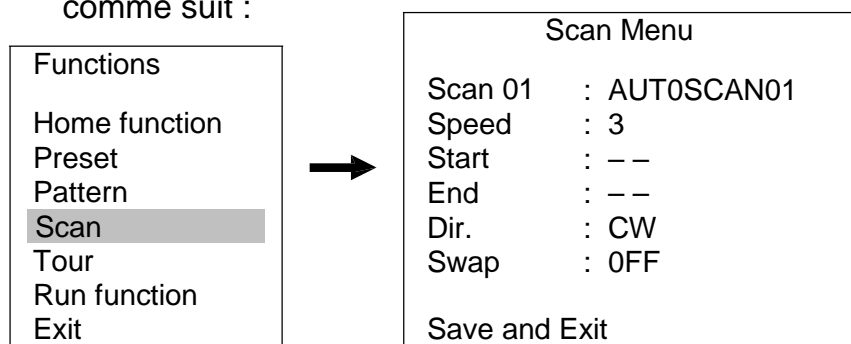 comme suit :
Functions
Home function
Preset
Pattern
Scan
Tour
Run function
Exit
Scan Menu
Scan 01 : AUT0SCAN01
Speed : 3
Start : – –
End : – –
Dir. : CW
Swap : 0FF
Save and Exit